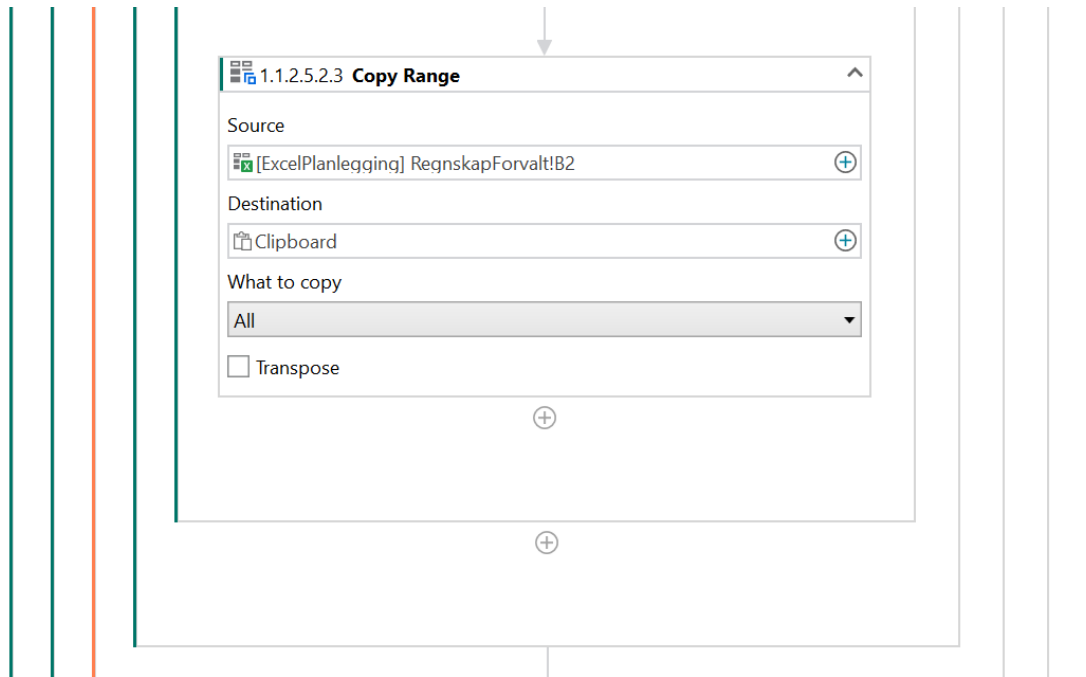 1.1.2.5.2.3 Copy Range
Source
[ExcelPlanlegging] RegnskapForvalt!B2
Destination
Clipboard
What to copy
All
Transpose